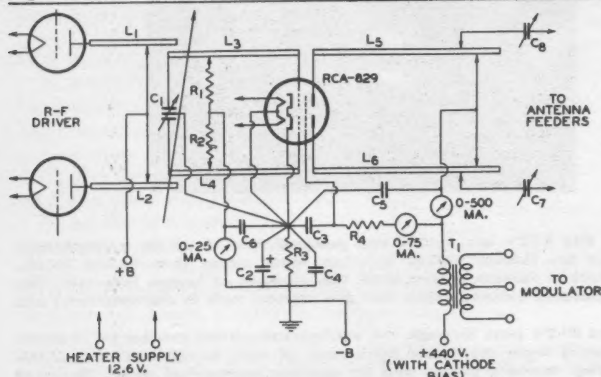 L1
L3
L5
C8
RCA-829
R-F
DRIVER
C1
R1
R2
TO
ANTENNA
FEEDERS
L2
L4
L6
C7
C5
0-500
MA.
C6
C3
R4
0-25
MA.
0-75
MA.
C2
+
-
R3
C4
T1
TO
MODULATOR
+B
-B
HEATER SUPPLY
12.6 V.
+440 V.
(WITH CATHODE
BIAS)